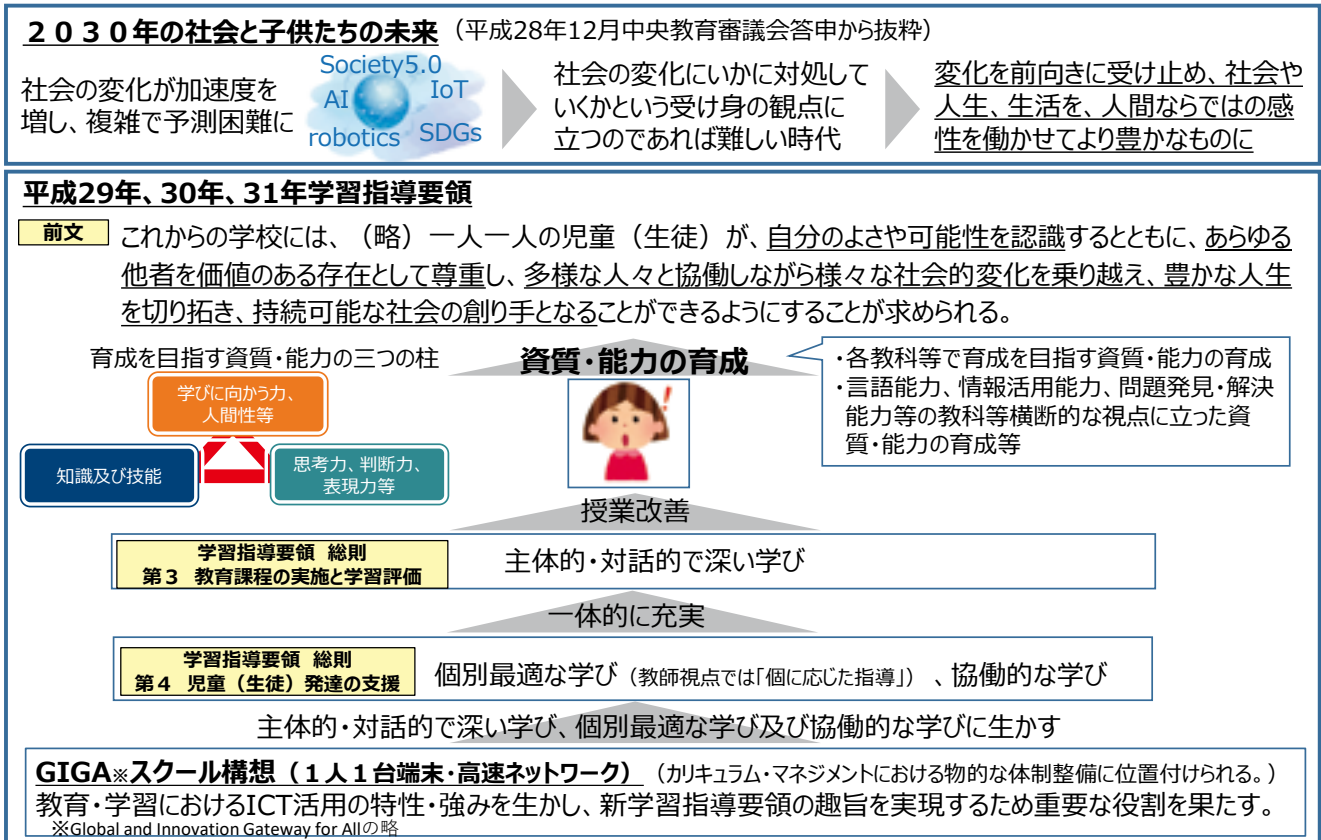 ２０３０年の社会と子供たちの未来（平成28年12月中央教育審議会答申から抜粋）
社会の変化が加速度を
増し、複雑で予測困難に
Society5.0
AI
IoT
robotics
SDGs
社会の変化にいかに対処して
いくかという受け身の観点に
立つのであれば難しい時代
変化を前向きに受け止め、社会や
人生、生活を、人間ならではの感
性を働かせてより豊かなものに
平成29年、30年、31年学習指導要領
前文
これからの学校には、（略）一人一人の児童（生徒）が、自分のよさや可能性を認識するとともに、あらゆる
他者を価値のある存在として尊重し、多様な人々と協働しながら様々な社会的変化を乗り越え、豊かな人生
を切り拓き、持続可能な社会の創り手となることができるようにすることが求められる。
育成を目指す資質・能力の三つの柱
学びに向かう力、
人間性等
知識及び技能
思考力、判断力、
表現力等
資質・能力の育成
・各教科等で育成を目指す資質・能力の育成
・言語能力、情報活用能力、問題発見・解決
能力等の教科等横断的な視点に立った資
質・能力の育成等
授業改善
学習指導要領 総則
第３ 教育課程の実施と学習評価
主体的・対話的で深い学び
一体的に充実
学習指導要領 総則
第４ 児童（生徒）発達の支援
個別最適な学び（教師視点では「個に応じた指導」）、協働的な学び
主体的・対話的で深い学び、個別最適な学び及び協働的な学びに生かす
GIGA※スクール構想（１人１台端末・高速ネットワーク）（カリキュラム・マネジメントにおける物的な体制整備に位置付けられる。）
教育・学習におけるICT活用の特性・強みを生かし、新学習指導要領の趣旨を実現するため重要な役割を果たす。
※Global and Innovation Gateway for Allの略